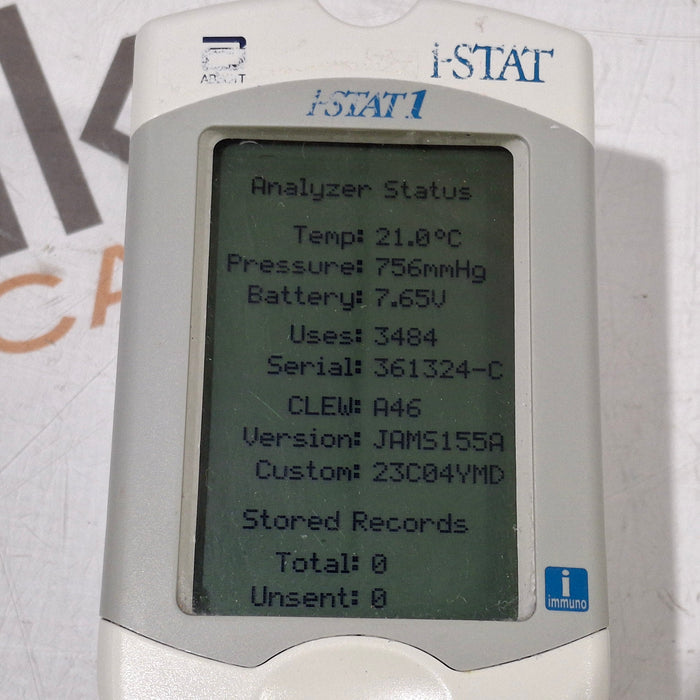 i-STAT
i-STAT 1
Analyzer Status
Temp: 21.0°C
Pressure: 756mmHg
Battery: 7.65V
Uses: 3484
Serial: 361324-C
CLEW: A46
Version: JAMS155A
Custom: 23C04YMD
Stored Records
Total: 0
Unsent: 0
i
immuno